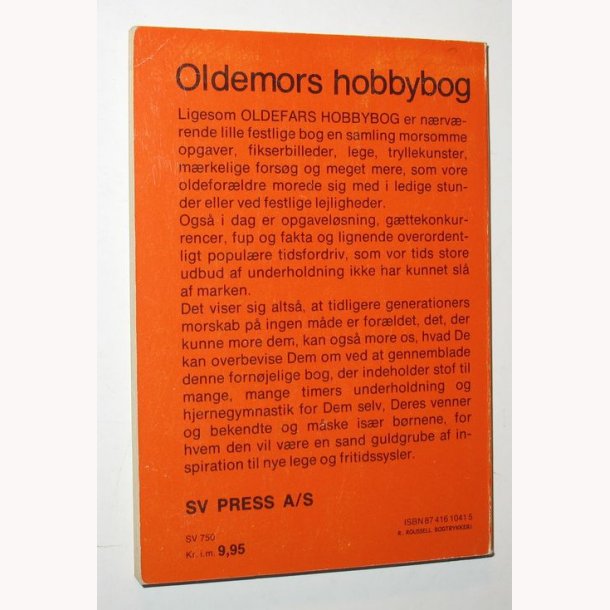 Oldemors hobbybog
Ligesom OLDEFARS HOBBYBOG er nærvæ-
rende lille festlige bog en samling morsomme
opgaver, fikserbilleder, lege, tryllekunster,
mærkelige forsøg og meget mere, som vore
oldeforældre morede sig med i ledige stun-
der eller ved festlige lejligheder.
Også i dag er opgaveløsning, gættekonkur-
rencer, fup og fakta og lignende overordent-
ligt populære tidsfordriv, som vor tids store
udbud af underholdning ikke har kunnet slå
af marken.
Det viser sig altså, at tidligere generationers
morskab på ingen måde er forældet, det, der
kunne more dem, kan også more os, hvad De
kan overbevise Dem om ved at gennemblade
denne fornøjelige bog, der indeholder stof til
mange, mange timers underholdning og
hjernegymnastik for Dem selv, Deres venner
og bekendte og måske især børnene, for
hvem den vil være en sand guldgrube af in-
spiration til nye lege og fritidssysler.
SV PRESS A/S
SV 750
Kr. i.m. 9,95
ISBN 87 416 1041 5
R. ROUSSELL BOGTRYKKERI